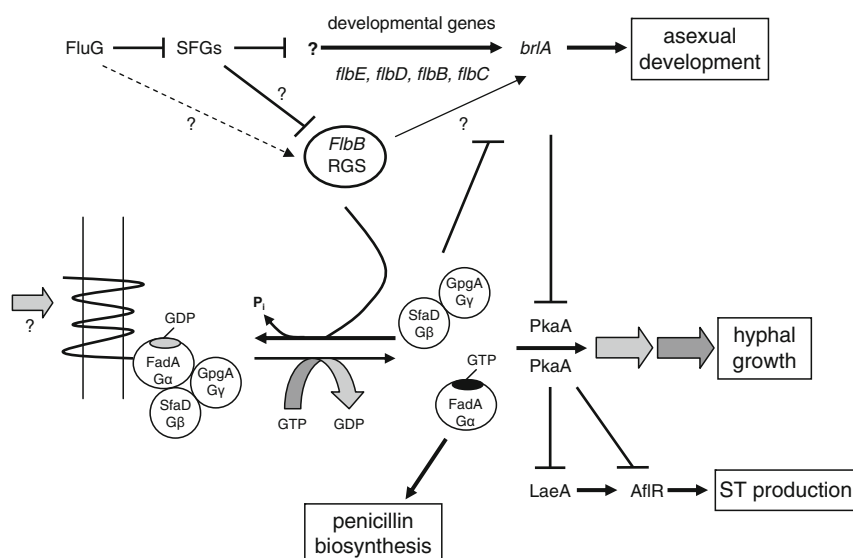 developmental genes
FluG
SFGs
?
brlA
asexual
development
flbE, flbD, flbB, flbC
?
?
?
FlbB
RGS
?
GDP
FadA
Gα
GpgA
Gγ
SfaD
Gβ
Pi
GTP
GDP
GpgA
Gγ
SfaD
Gβ
GTP
FadA
Gα
PkaA
PkaA
hyphal
growth
LaeA
AflR
ST production
penicillin
biosynthesis